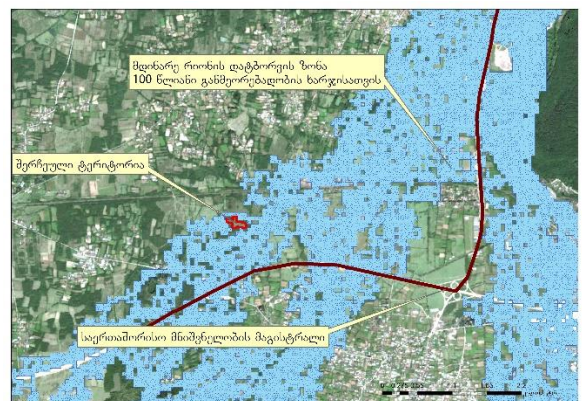 მდინარე რიონის დატბორვის ზონა
100 წლიანი განმეორებადობის ხარჯისათვის
შერჩეული ტერიტორია
საერთაშორისო მნიშვნელობის მაგისტრალი